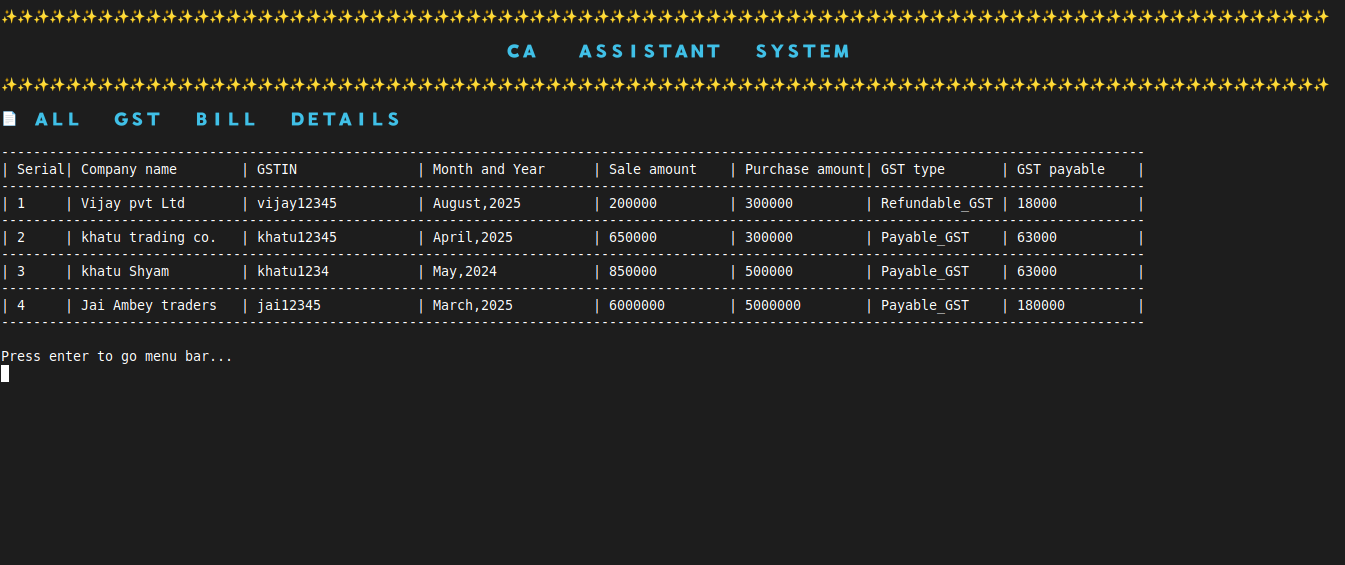 CA ASSISTANT SYSTEM
ALL GST BILL DETAILS
| Serial| Company name | GSTIN | Month and Year | Sale amount | Purchase amount| GST type | GST payable |
| 1 | Vijay pvt Ltd | vijay12345 | August,2025 | 200000 | 300000 | Refundable_GST | 18000 |
| 2 | khatu trading co. | khatu12345 | April,2025 | 650000 | 300000 | Payable_GST | 63000 |
| 3 | khatu Shyam | khatu1234 | May,2024 | 850000 | 500000 | Payable_GST | 63000 |
| 4 | Jai Ambey traders | jai12345 | March,2025 | 6000000 | 5000000 | Payable_GST | 180000 |
Press enter to go menu bar...